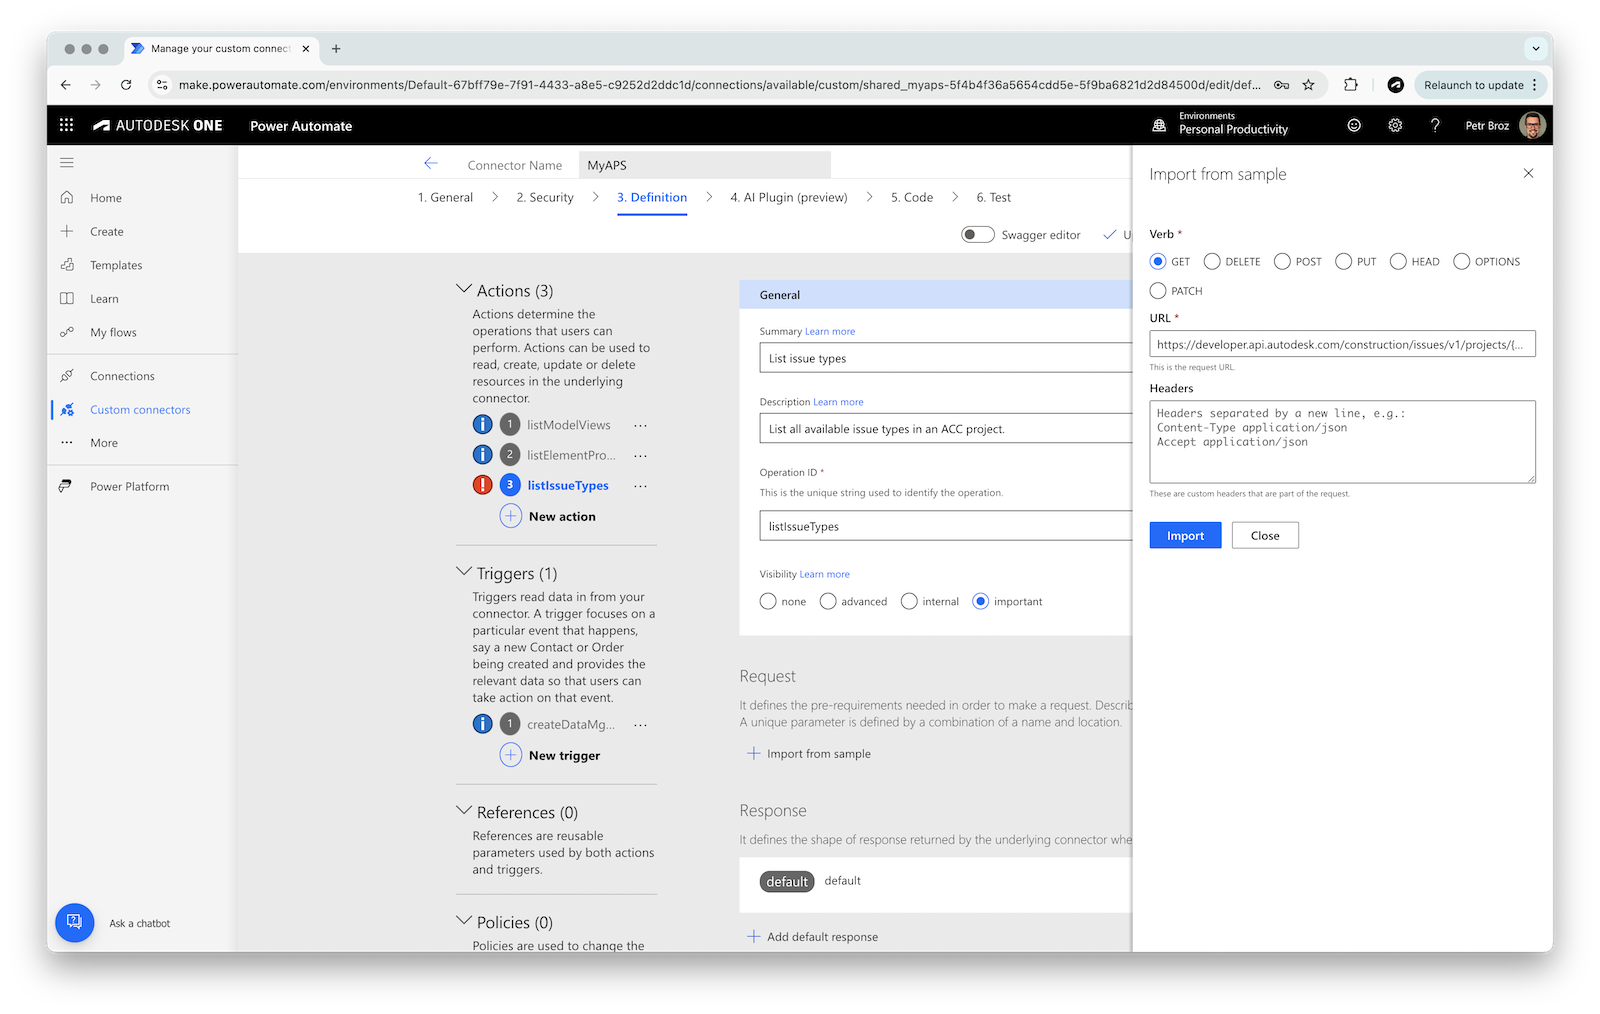 Manage your custom connect
make.powerautomate.com/environments/Default-67bff79e-7f91-4433-a8e5-c9252d2ddc1d/connections/available/custom/shared_myaps-5f4b4f36a5654cdd5e-5f9ba6821d2d84500d/edit/def...
Relaunch to update
AUTODESK ONE
Power Automate
Environments
Personal Productivity
Petr Broz
Home
Create
Templates
Learn
My flows
Connections
Custom connectors
More
Power Platform
Ask a chatbot
Connector Name
MyAPS
1. General
2. Security
3. Definition
4. AI Plugin (preview)
5. Code
6. Test
Swagger editor
Actions (3)
Actions determine the
operations that users can
perform. Actions can be used to
read, create, update or delete
resources in the underlying
connector.
1 listModelViews ...
2 listElementPro... ...
3 listIssueTypes ...
New action
Triggers (1)
Triggers read data in from your
connector. A trigger focuses on a
particular event that happens,
say a new Contact or Order
being created and provides the
relevant data so that users can
take action on that event.
1 createDataMg... ...
New trigger
References (0)
References are reusable
parameters used by both actions
and triggers.
Policies (0)
Policies are used to change the
General
Summary Learn more
List issue types
Description Learn more
List all available issue types in an ACC project.
Operation ID *
This is the unique string used to identify the operation.
listIssueTypes
Visibility Learn more
none advanced internal important
Request
It defines the pre-requirements needed in order to make a request. Describ
A unique parameter is defined by a combination of a name and location.
Import from sample
Response
It defines the shape of response returned by the underlying connector whe
default default
Add default response
Import from sample
Verb *
GET DELETE POST PUT HEAD OPTIONS
PATCH
URL *
https://developer.api.autodesk.com/construction/issues/v1/projects/{...
This is the request URL.
Headers
Headers separated by a new line, e.g.:
Content-Type application/json
Accept application/json
These are custom headers that are part of the request.
Import
Close